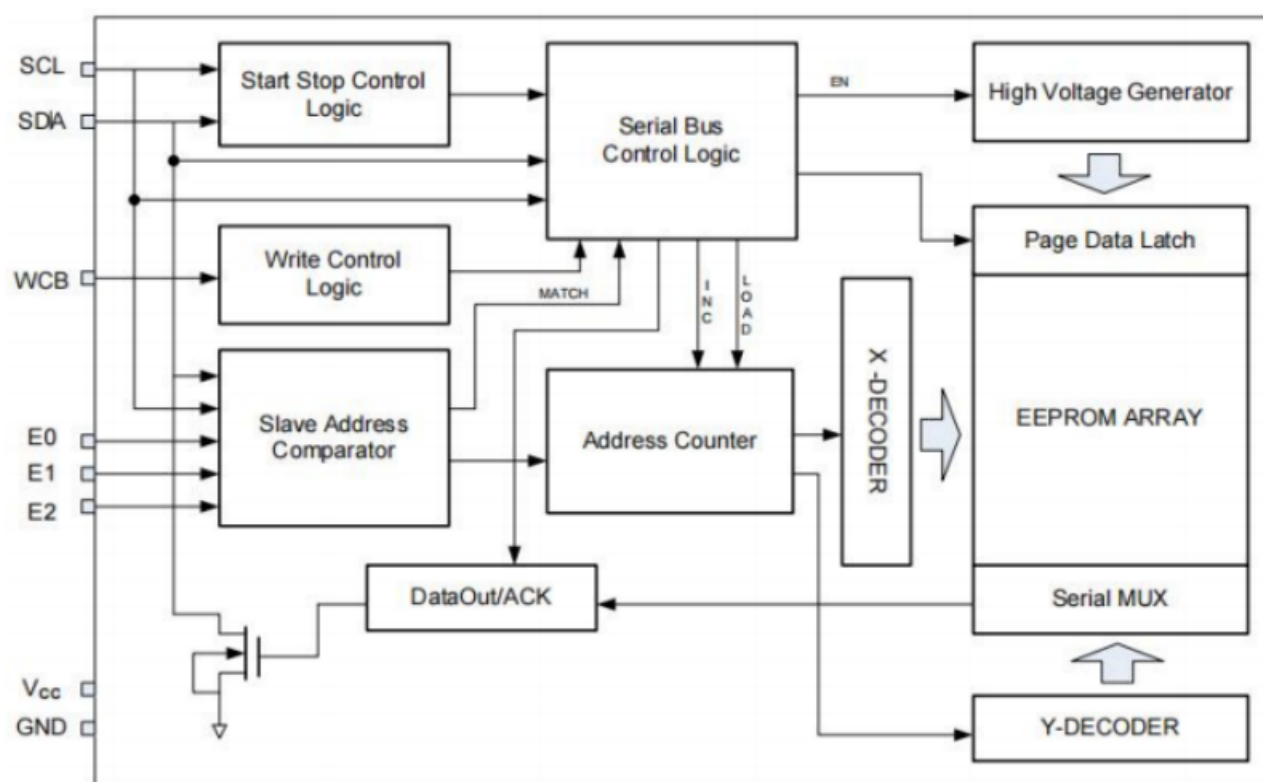 SCL
SDA
WCB
E0
E1
E2
Vcc
GND
Start Stop Control
Logic
Write Control
Logic
Slave Address
Comparator
MATCH
Serial Bus
Control Logic
EN
INC
LOAD
Address Counter
DataOut/ACK
X -DECODER
High Voltage Generator
Page Data Latch
EEPROM ARRAY
Serial MUX
Y-DECODER